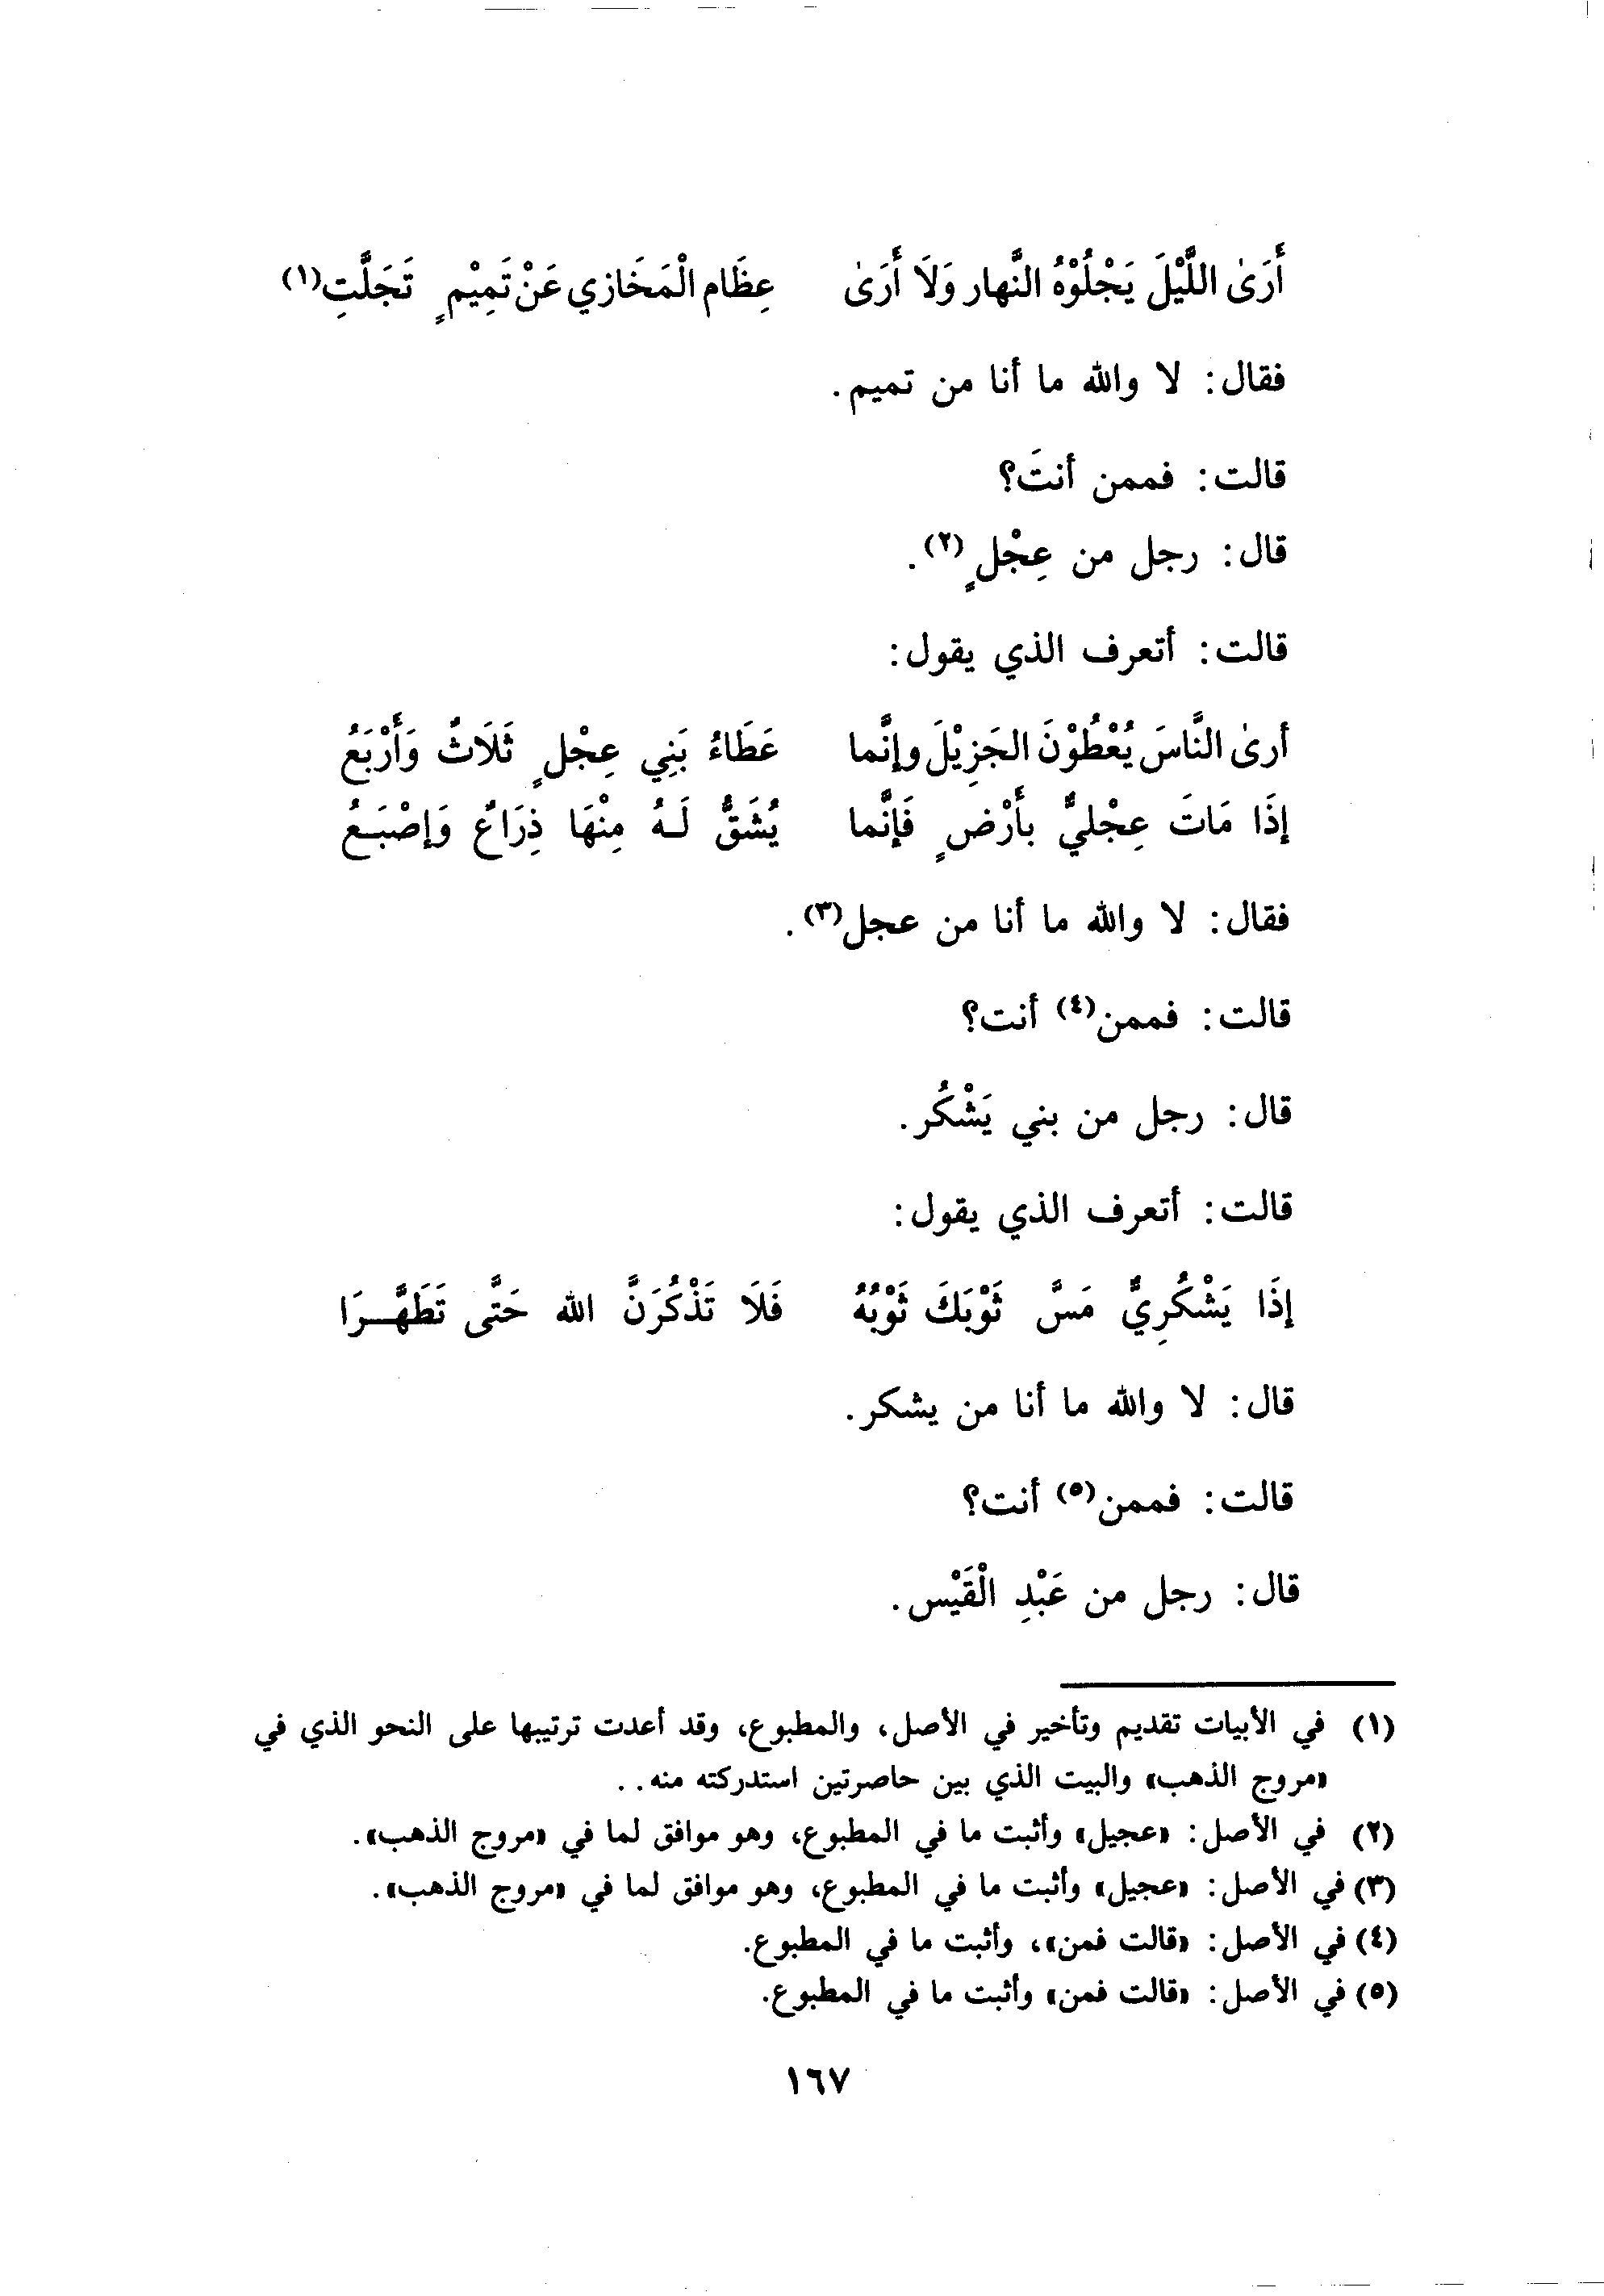 أَرَىٰ اللَّيْلَ يَجْلُوْهُ النَّهار وَلَا أَرَىٰ عِظَام الْمَخَازي عَنْ تَمِيْمٍ تَجَلَّتِ(١)
فقال: لا والله ما أنا من تميم.
قالت: فممن أنتَ؟
قال: رجل من عِجْلٍ(٢).
قالت: أتعرف الذي يقول:
أرىٰ النَّاسَ يُعْطُوْنَ الجَزِيْلَ وإنَّما عَطَاءُ بَنِي عِجْلٍ ثَلَاثٌ وَأَرْبَعُ
إذَا مَاتَ عِجْليٌّ بأَرْضٍ فَإنَّما يُشَقُّ لَـهُ مِنْهَا ذِرَاعٌ وَإصْبَـعُ
فقال: لا والله ما أنا من عجل(٣).
قالت: فممن(٤) أنت؟
قال: رجل من بني يَشْكُر.
قالت: أتعرف الذي يقول:
إذَا يَشْكُرِيٌّ مَسَّ ثَوْبَكَ ثَوْبُهُ فَلَا تَذْكُرَنَّ الله حَتَّى تَطَهَّـرَا
قال: لا والله ما أنا من يشكر.
قالت: فممن(٥) أنت؟
قال: رجل من عَبْدِ الْقَيْس.
(١) في الأبيات تقديم وتأخير في الأصل، والمطبوع، وقد أعدت ترتيبها على النحو الذي في
«مروج الذهب» والبيت الذي بين حاصرتين استدركته منه..
(٢) في الأصل: «عجيل» وأثبت ما في المطبوع، وهو موافق لما في «مروج الذهب».
(٣) في الأصل: «عجيل» وأثبت ما في المطبوع، وهو موافق لما في «مروج الذهب».
(٤) في الأصل: «قالت فمن»، وأثبت ما في المطبوع.
(٥) في الأصل: «قالت فمن» وأثبت ما في المطبوع.
١٦٧